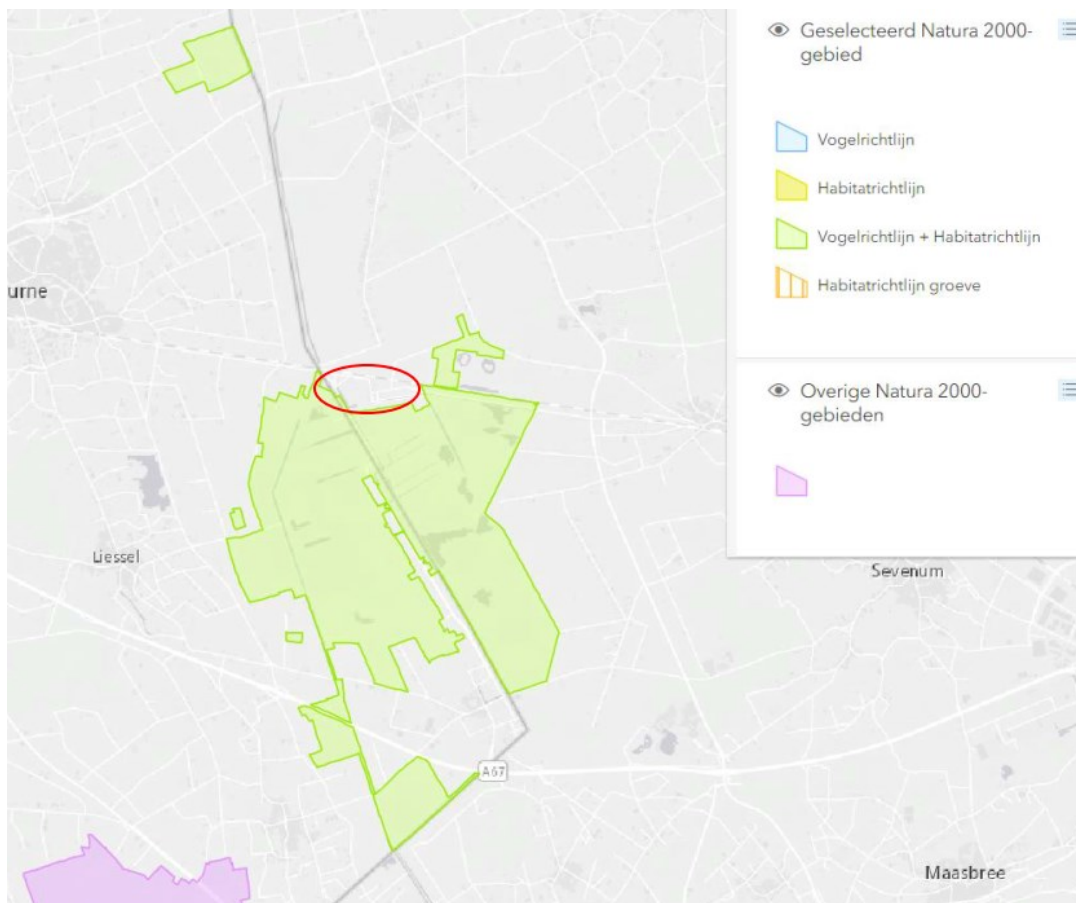 Geselecteerd Natura 2000-
gebied
Vogelrichtlijn
Habitatrichtlijn
Vogelrichtlijn + Habitatrichtlijn
Habitatrichtlijn groeve
Overige Natura 2000-
gebieden
urne
Liessel
Sevenum
A67
Maasbree